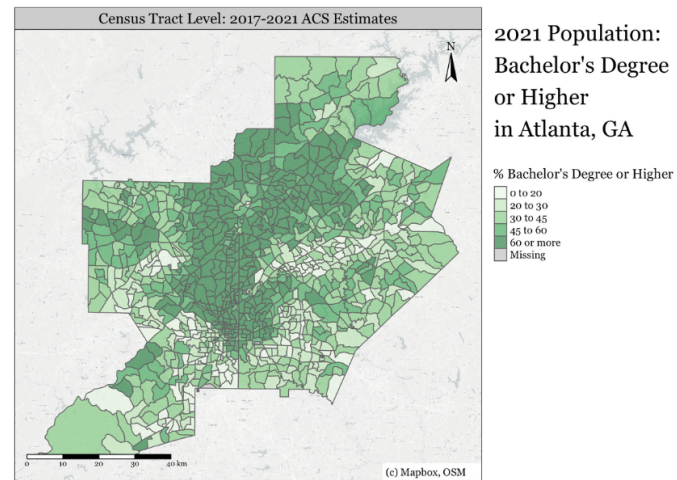 Census Tract Level: 2017-2021 ACS Estimates
N
2021 Population:
Bachelor's Degree
or Higher
in Atlanta, GA
% Bachelor's Degree or Higher
0 to 20
20 to 30
30 to 45
45 to 60
60 or more
Missing
0 10 20 30 40 km
(c) Mapbox, OSM